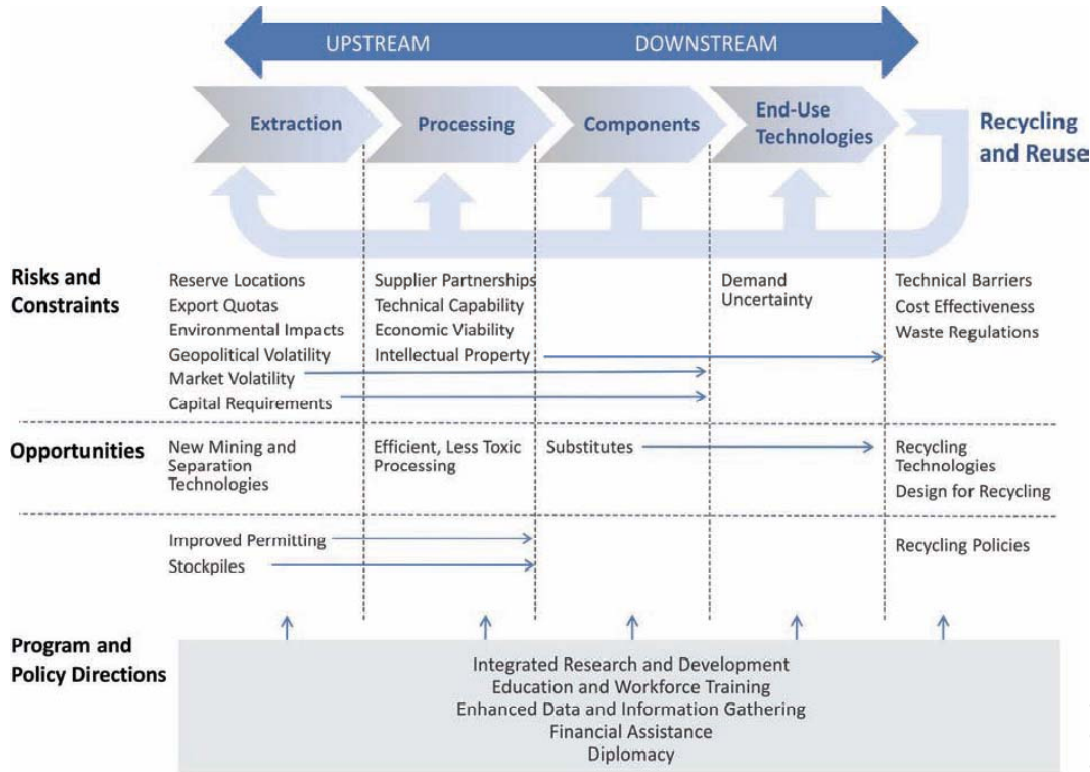 UPSTREAM DOWNSTREAM
Extraction
Processing
Components
End-Use
Technologies
Recycling
and Reuse
Risks and
Constraints
Reserve Locations
Export Quotas
Environmental Impacts
Geopolitical Volatility
Market Volatility
Capital Requirements
Supplier Partnerships
Technical Capability
Economic Viability
Intellectual Property
Demand
Uncertainty
Technical Barriers
Cost Effectiveness
Waste Regulations
Opportunities
New Mining and
Separation
Technologies
Efficient, Less Toxic
Processing
Substitutes
Recycling
Technologies
Design for Recycling
Improved Permitting
Stockpiles
Recycling Policies
Program and
Policy Directions
Integrated Research and Development
Education and Workforce Training
Enhanced Data and Information Gathering
Financial Assistance
Diplomacy